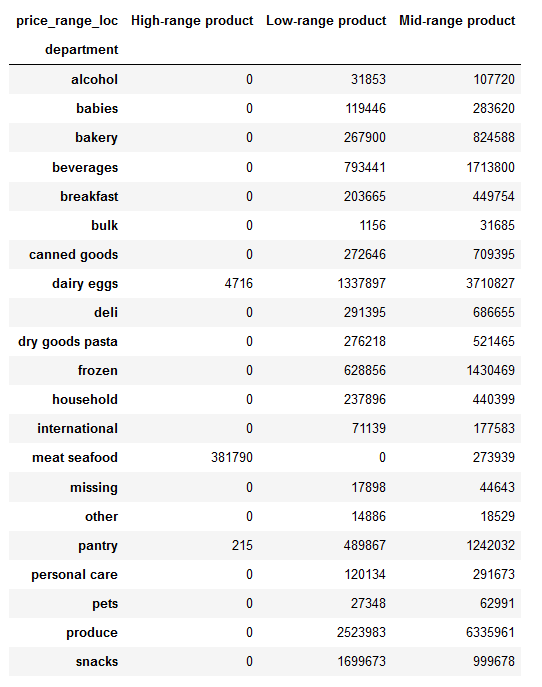 price_range_loc High-range product Low-range product Mid-range product
department
alcohol 0 31853 107720
babies 0 119446 283620
bakery 0 267900 824588
beverages 0 793441 1713800
breakfast 0 203665 449754
bulk 0 1156 31685
canned goods 0 272646 709395
dairy eggs 4716 1337897 3710827
deli 0 291395 686655
dry goods pasta 0 276218 521465
frozen 0 628856 1430469
household 0 237896 440399
international 0 71139 177583
meat seafood 381790 0 273939
missing 0 17898 44643
other 0 14886 18529
pantry 215 489867 1242032
personal care 0 120134 291673
pets 0 27348 62991
produce 0 2523983 6335961
snacks 0 1699673 999678